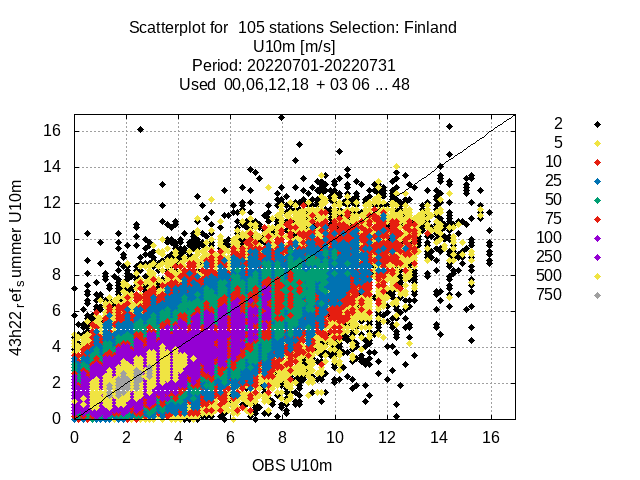 Scatterplot for 105 stations Selection: Finland
U10m [m/s]
Period: 20220701-20220731
Used 00,06,12,18 + 03 06 ... 48
43h22,ref_summer U10m
16
14
12
10
8
6
4
2
0
0 2 4 6 8 10 12 14 16
OBS U10m
2
5
10
25
50
75
100
250
500
750